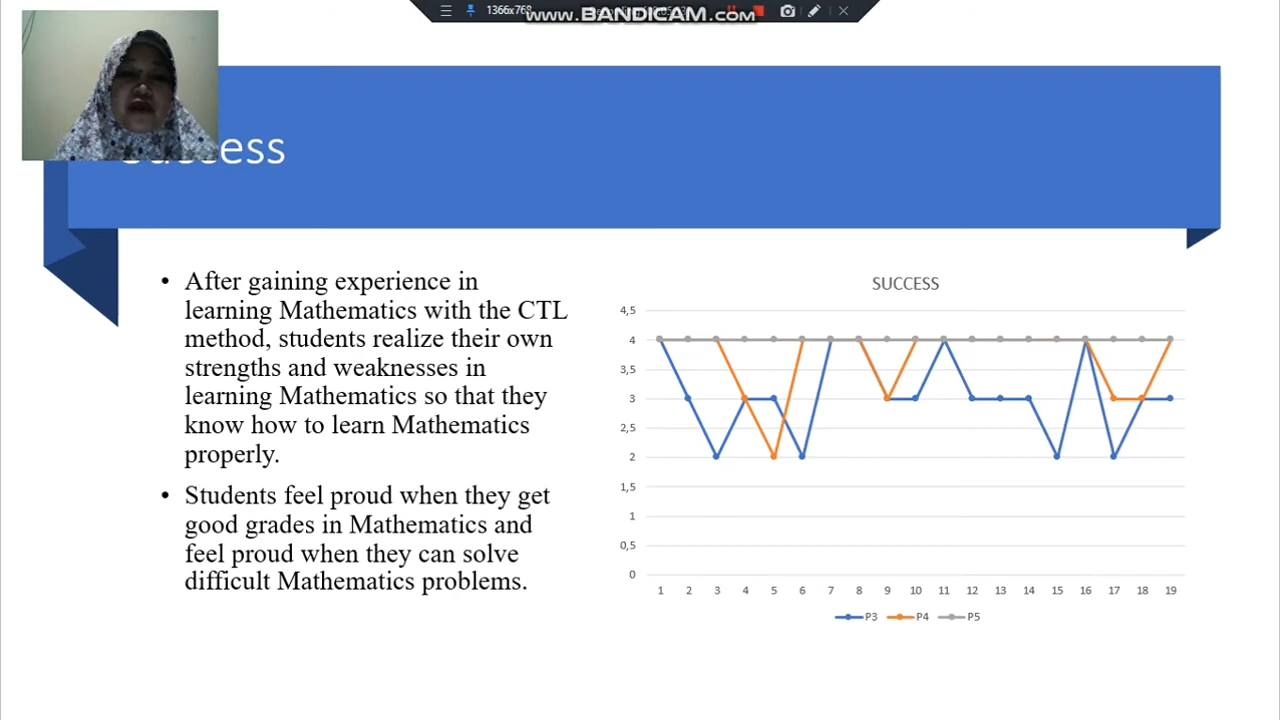 1366x768
www.BANDICAM.com
ess
• After gaining experience in
learning Mathematics with the CTL
method, students realize their own
strengths and weaknesses in
learning Mathematics so that they
know how to learn Mathematics
properly.
• Students feel proud when they get
good grades in Mathematics and
feel proud when they can solve
difficult Mathematics problems.
SUCCESS
4,5
4
3,5
3
2,5
2
1,5
1
0,5
0
1 2 3 4 5 6 7 8 9 10 11 12 13 14 15 16 17 18 19
P3 P4 P5